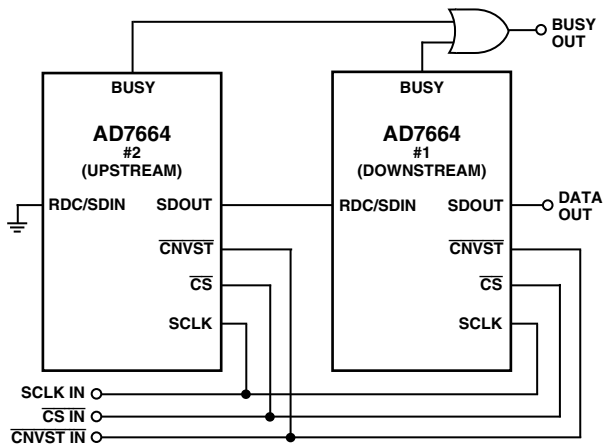 BUSY
OUT
BUSY
BUSY
AD7664
#2
(UPSTREAM)
AD7664
#1
(DOWNSTREAM)
RDC/SDIN
SDOUT
RDC/SDIN
SDOUT
DATA
OUT
CNVST
CNVST
CS
CS
SCLK
SCLK
SCLK IN
CS IN
CNVST IN